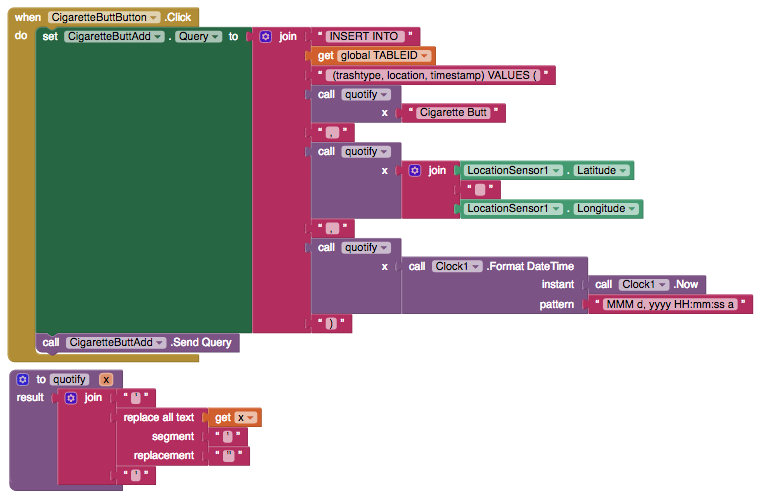 when CigaretteButtButton .Click
do set CigaretteButtAdd . Query to join " INSERT INTO "
get global TABLEID
" (trashtype, location, timestamp) VALUES ( "
call quotify
x " Cigarette Butt "
" , "
call quotify
x join LocationSensor1 . Latitude
" "
LocationSensor1 . Longitude
" , "
call quotify
x call Clock1 .Format DateTime
instant call Clock1 .Now
pattern " MMM d, yyyy HH:mm:ss a "
" ) "
call CigaretteButtAdd .Send Query
to quotify x
result join " ' "
replace all text get x
segment " ' "
replacement " '' "
" ' "